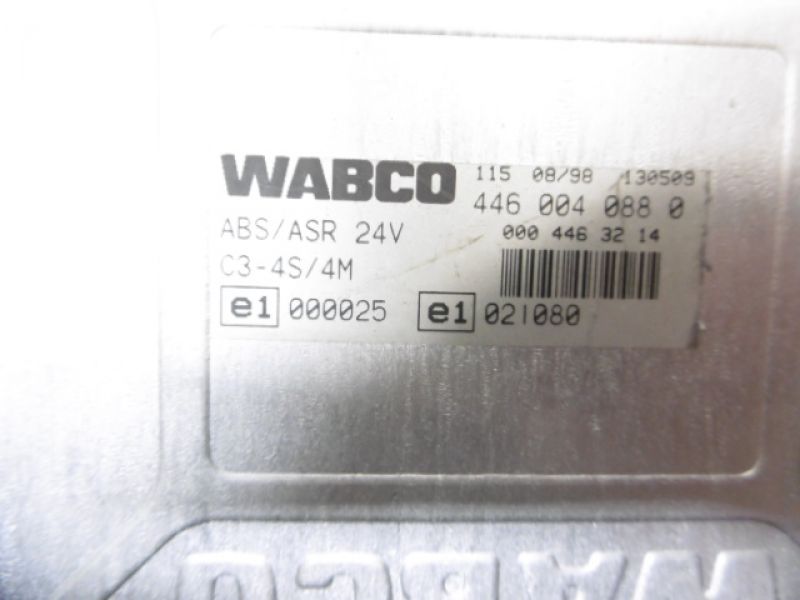 WABCO 115 08/98 130509
446 004 088 0
ABS/ASR 24V 000 446 32 14
C3-4S/4M
e1 000025 e1 021080
WABCO